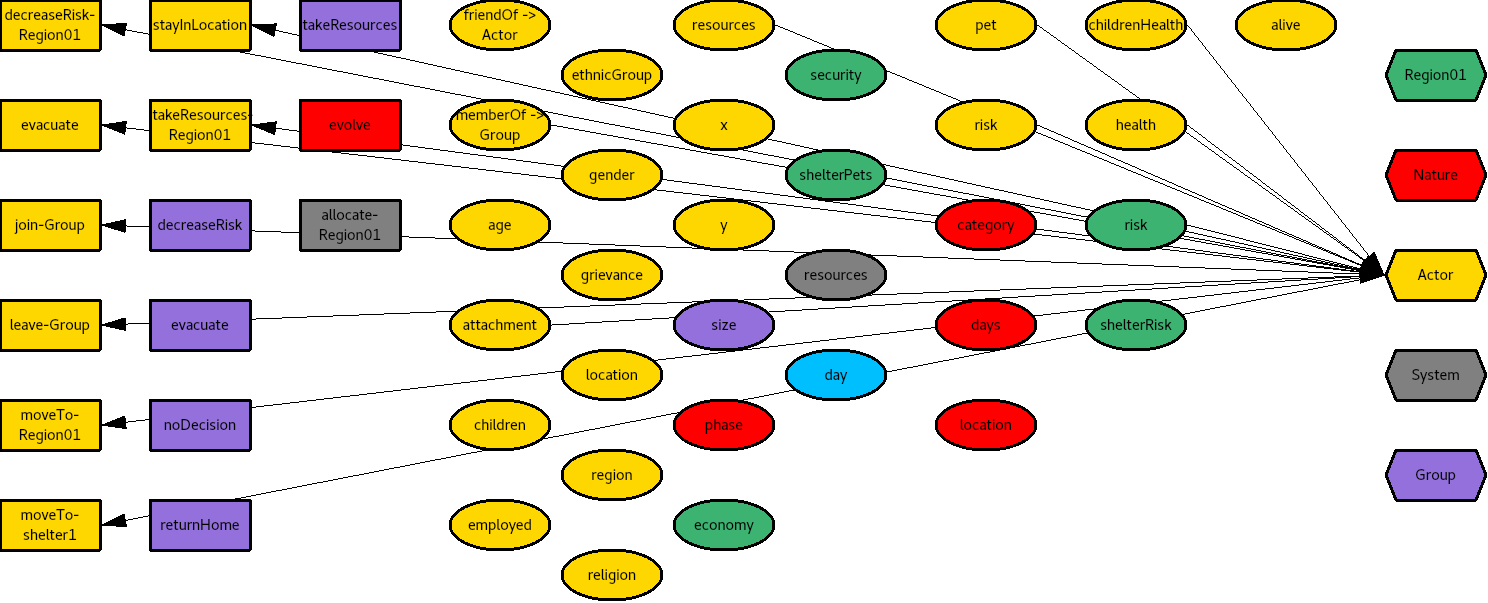 decreaseRisk-
Region01
stayInLocation
takeResources
friendOf ->
Actor
resources
pet
childrenHealth
alive
ethnicGroup
security
Region01
evacuate
takeResources-
Region01
evolve
memberOf ->
Group
x
risk
health
gender
shelterPets
Nature
join-Group
decreaseRisk
allocate-
Region01
age
y
category
risk
grievance
resources
Actor
leave-Group
evacuate
attachment
size
days
shelterRisk
location
day
System
moveTo-
Region01
noDecision
children
phase
location
region
Group
moveTo-
shelter1
returnHome
employed
economy
religion